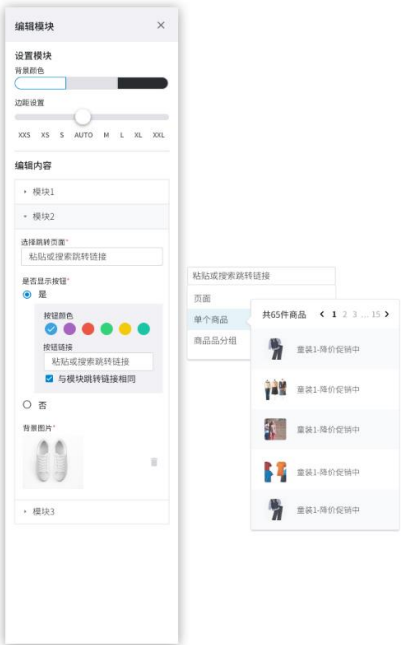 编辑模块 ×
设置模块
背景颜色
边距设置
XXS XS S AUTO M L XL XXL
编辑内容
模块1
模块2
选择跳转页面*
粘贴或搜索跳转链接
是否显示按钮*
是
按钮颜色
按钮链接
粘贴或搜索跳转链接
与模块跳转链接相同
否
背景图片*
模块3
粘贴或搜索跳转链接
页面
单个商品
商品品分组
共65件商品 < 1 2 3 ... 15 >
童装1-降价促销中
童装1-降价促销中
童装1-降价促销中
童装1-降价促销中
童装1-降价促销中